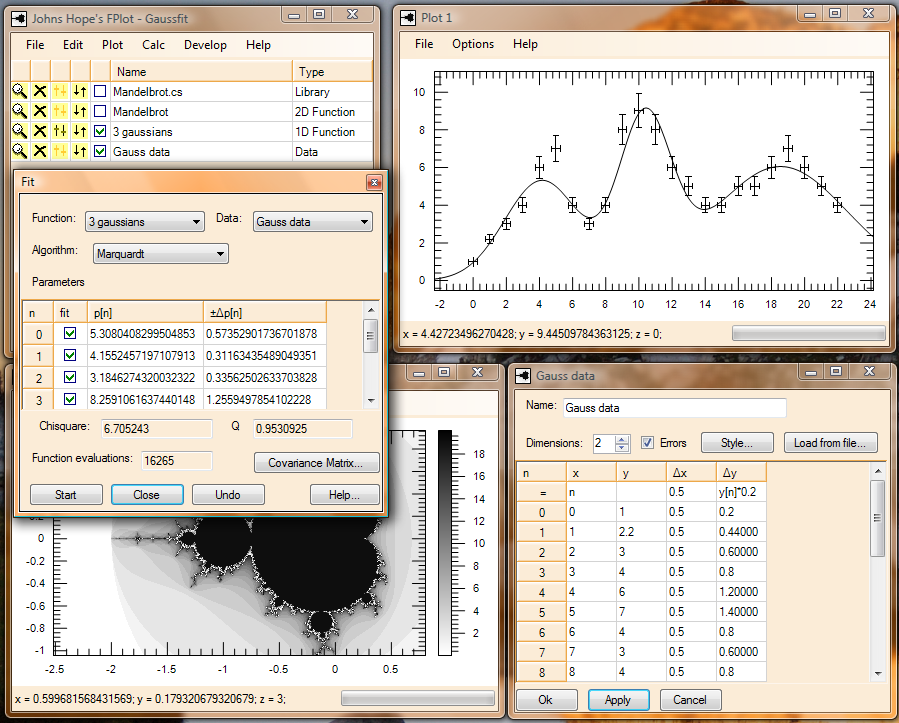 Johns Hope's FPlot - Gaussfit
File Edit Plot Calc Develop Help
Name Type
Mandelbrot.cs Library
Mandelbrot 2D Function
3 gaussians 1D Function
Gauss data Data
Plot 1
File Options Help
10
8
6
4
2
0
-2 0 2 4 6 8 10 12 14 16 18 20 22 24
x = 4.42723496270428; y = 9.44509784363125; z = 0;
Fit
Function: 3 gaussians Data: Gauss data
Algorithm: Marquardt
Parameters
n fit p[n] ±Δp[n]
0 5.3080408299504853 0.57352901736701878
1 4.1552457197107913 0.31163435489049351
2 3.1846274320032322 0.33562502633703828
3 8.2591061637440148 1.2559497854102228
Chisquare: 6.705243 Q 0.9530925
Function evaluations: 16265 Covariance Matrix...
Start Close Undo Help...
0
-0.2
-0.4
-0.6
-0.8
-1
-2.5 -2 -1.5 -1 -0.5 0 0.5
18
16
14
12
10
8
6
4
2
x = 0.599681568431569; y = 0.179320679320679; z = 3;
Gauss data
Name: Gauss data
Dimensions: 2 Errors Style... Load from file...
n x y Δx Δy
= n 0.5 y[n]*0.2
0 0 1 0.5 0.2
1 1 2.2 0.5 0.44000
2 2 3 0.5 0.60000
3 3 4 0.5 0.8
4 4 6 0.5 1.20000
5 5 7 0.5 1.40000
6 6 4 0.5 0.8
7 7 3 0.5 0.60000
8 8 4 0.5 0.8
Ok Apply Cancel